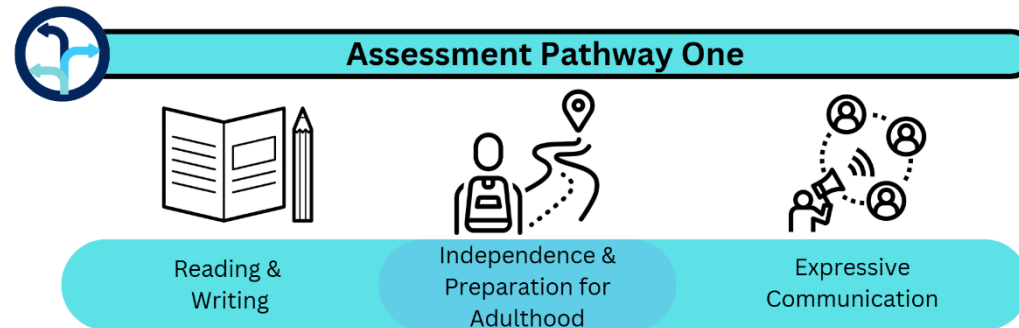 Assessment Pathway One
Reading &
Writing
Independence &
Preparation for
Adulthood
Expressive
Communication